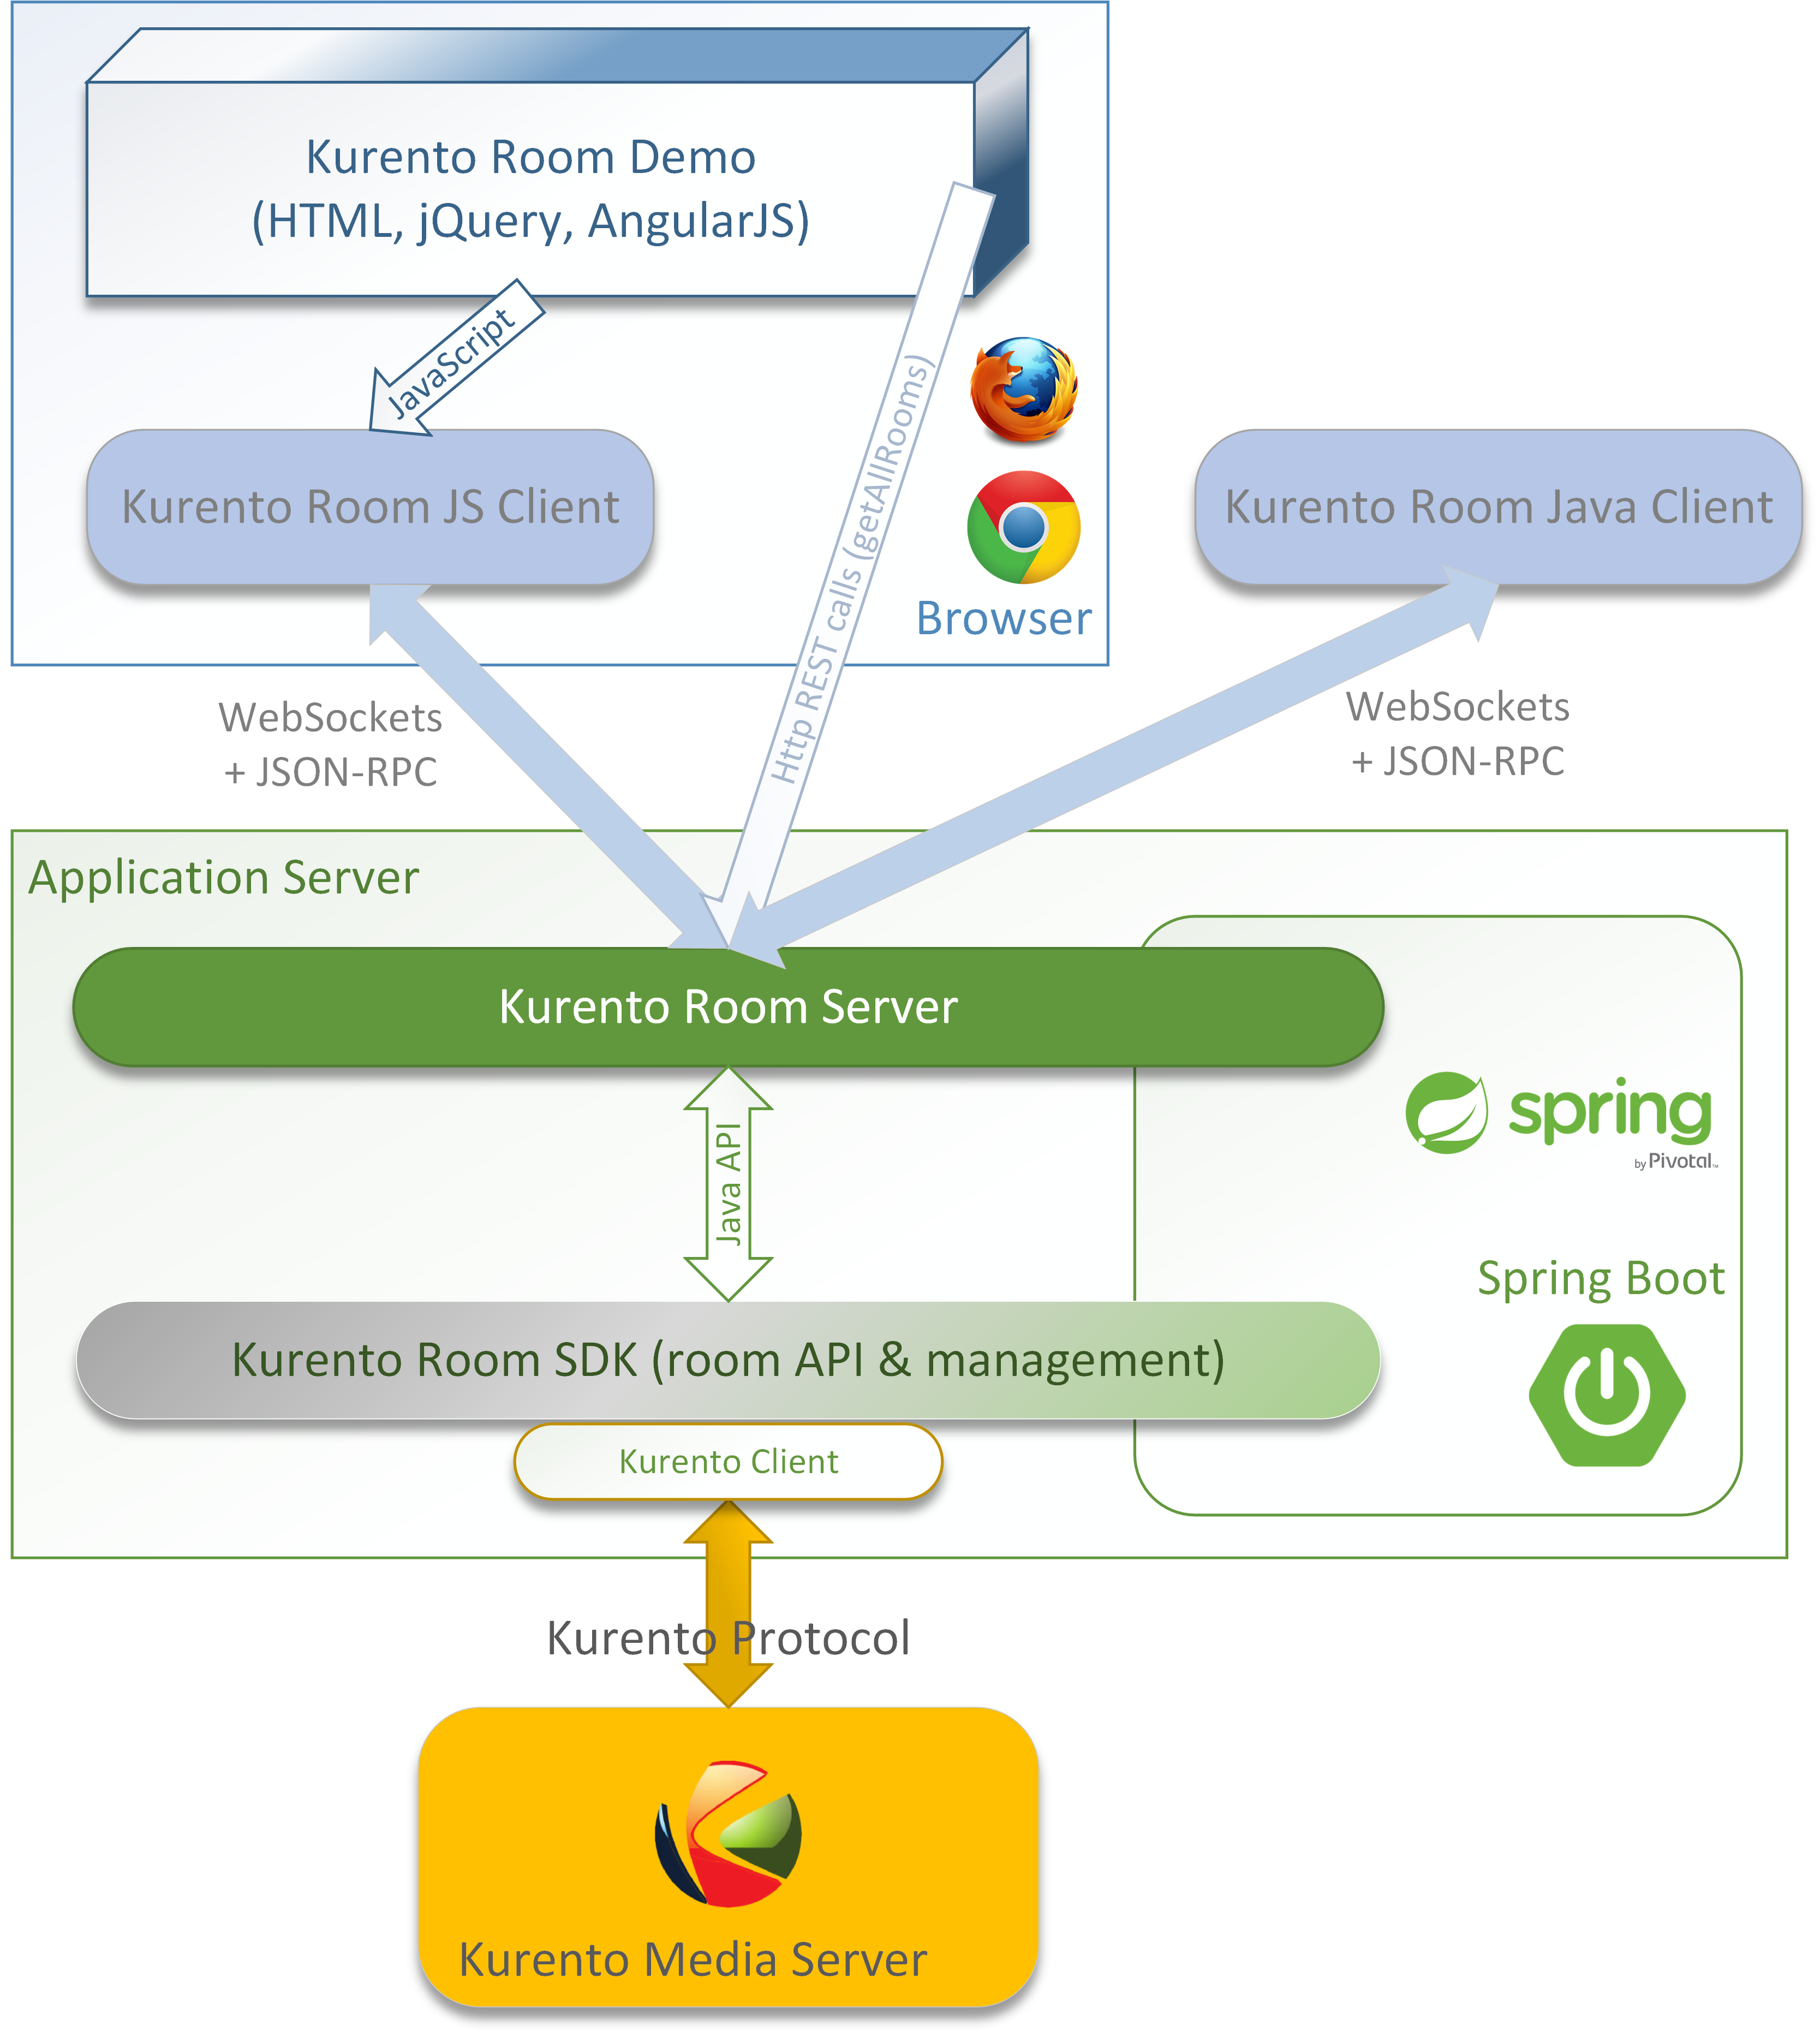 Kurento Room Demo
(HTML, jQuery, AngularJS)
JavaScript
Http REST calls (getAllRooms)
Kurento Room JS Client
Kurento Room Java Client
Browser
WebSockets
+ JSON-RPC
WebSockets
+ JSON-RPC
Application Server
Kurento Room Server
Java API
spring
by Pivotal™
Spring Boot
Kurento Room SDK (room API & management)
Kurento Client
Kurento Protocol
Kurento Media Server